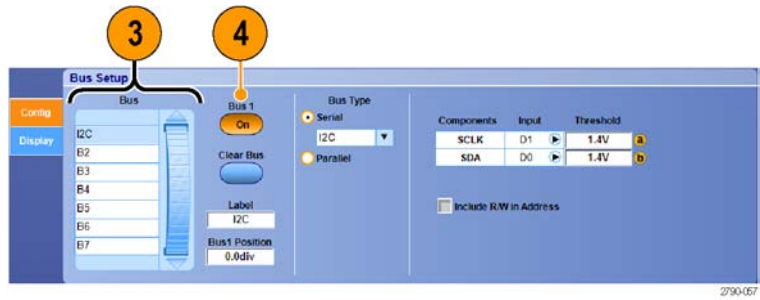 3
4
Bus Setup
Config
Display
Bus
I2C
B2
B3
B4
B5
B6
B7
Bus 1
On
Clear Bus
Label
I2C
Bus1 Position
0.0div
Bus Type
Serial
I2C
Parallel
Components Input Threshold
SCLK D1 1.4V a
SDA D0 1.4V b
Include R/W in Address
2790-057